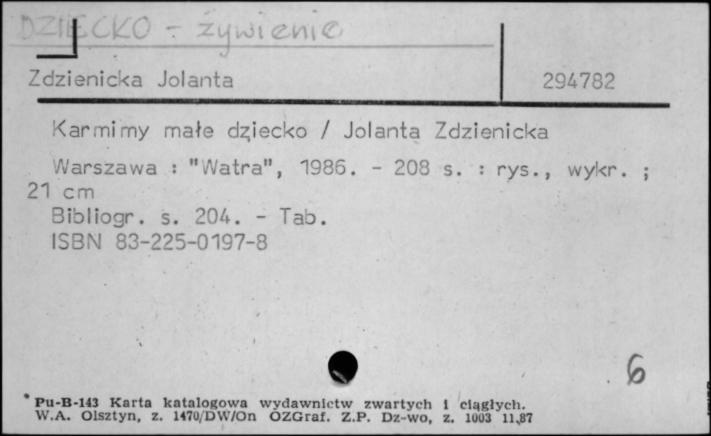 DZIECKO - żywienie
Zdzienicka Jolanta 294782
Karmimy małe dziecko / Jolanta Zdzienicka
Warszawa : "Watra", 1986. - 208 s. : rys., wykr. ;
21 cm
Bibliogr. s. 204. - Tab.
ISBN 83-225-0197-8
6
* Pu-B-143 Karta katalogowa wydawnictw zwartych i ciągłych.
W.A. Olsztyn, z. 1470/DW/On OZGraf. Z.P. Dz-wo, z. 1003 11,87